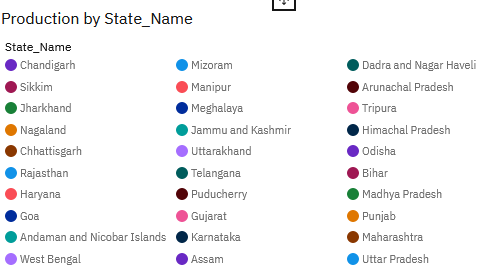 Production by State_Name
State_Name
Chandigarh Mizoram Dadra and Nagar Haveli
Sikkim Manipur Arunachal Pradesh
Jharkhand Meghalaya Tripura
Nagaland Jammu and Kashmir Himachal Pradesh
Chhattisgarh Uttarakhand Odisha
Rajasthan Telangana Bihar
Haryana Puducherry Madhya Pradesh
Goa Gujarat Punjab
Andaman and Nicobar Islands Karnataka Maharashtra
West Bengal Assam Uttar Pradesh